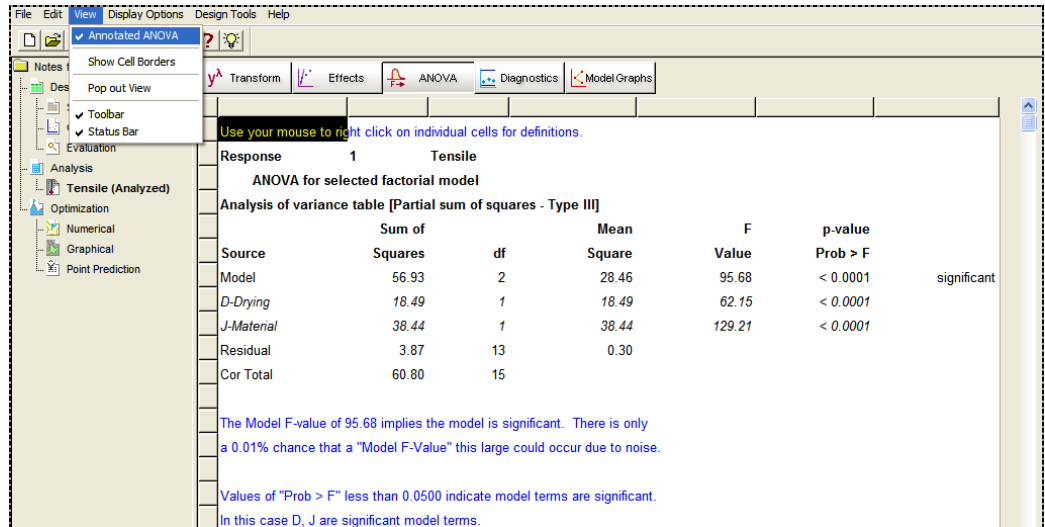 File Edit View Display Options Design Tools Help
Annotated ANOVA
Show Cell Borders
Pop out View
Toolbar
Status Bar
?
Notes
Des
Evaluation
Analysis
Tensile (Analyzed)
Optimization
Numerical
Graphical
Point Prediction
yλ Transform Effects ANOVA Diagnostics Model Graphs
Use your mouse to right click on individual cells for definitions.
Response 1 Tensile
ANOVA for selected factorial model
Analysis of variance table [Partial sum of squares - Type III]
Sum of Mean F p-value
Source Squares df Square Value Prob > F
Model 56.93 2 28.46 95.68 < 0.0001 significant
D-Drying 18.49 1 18.49 62.15 < 0.0001
J-Material 38.44 1 38.44 129.21 < 0.0001
Residual 3.87 13 0.30
Cor Total 60.80 15
The Model F-value of 95.68 implies the model is significant. There is only
a 0.01% chance that a "Model F-Value" this large could occur due to noise.
Values of "Prob > F" less than 0.0500 indicate model terms are significant.
In this case D, J are significant model terms.